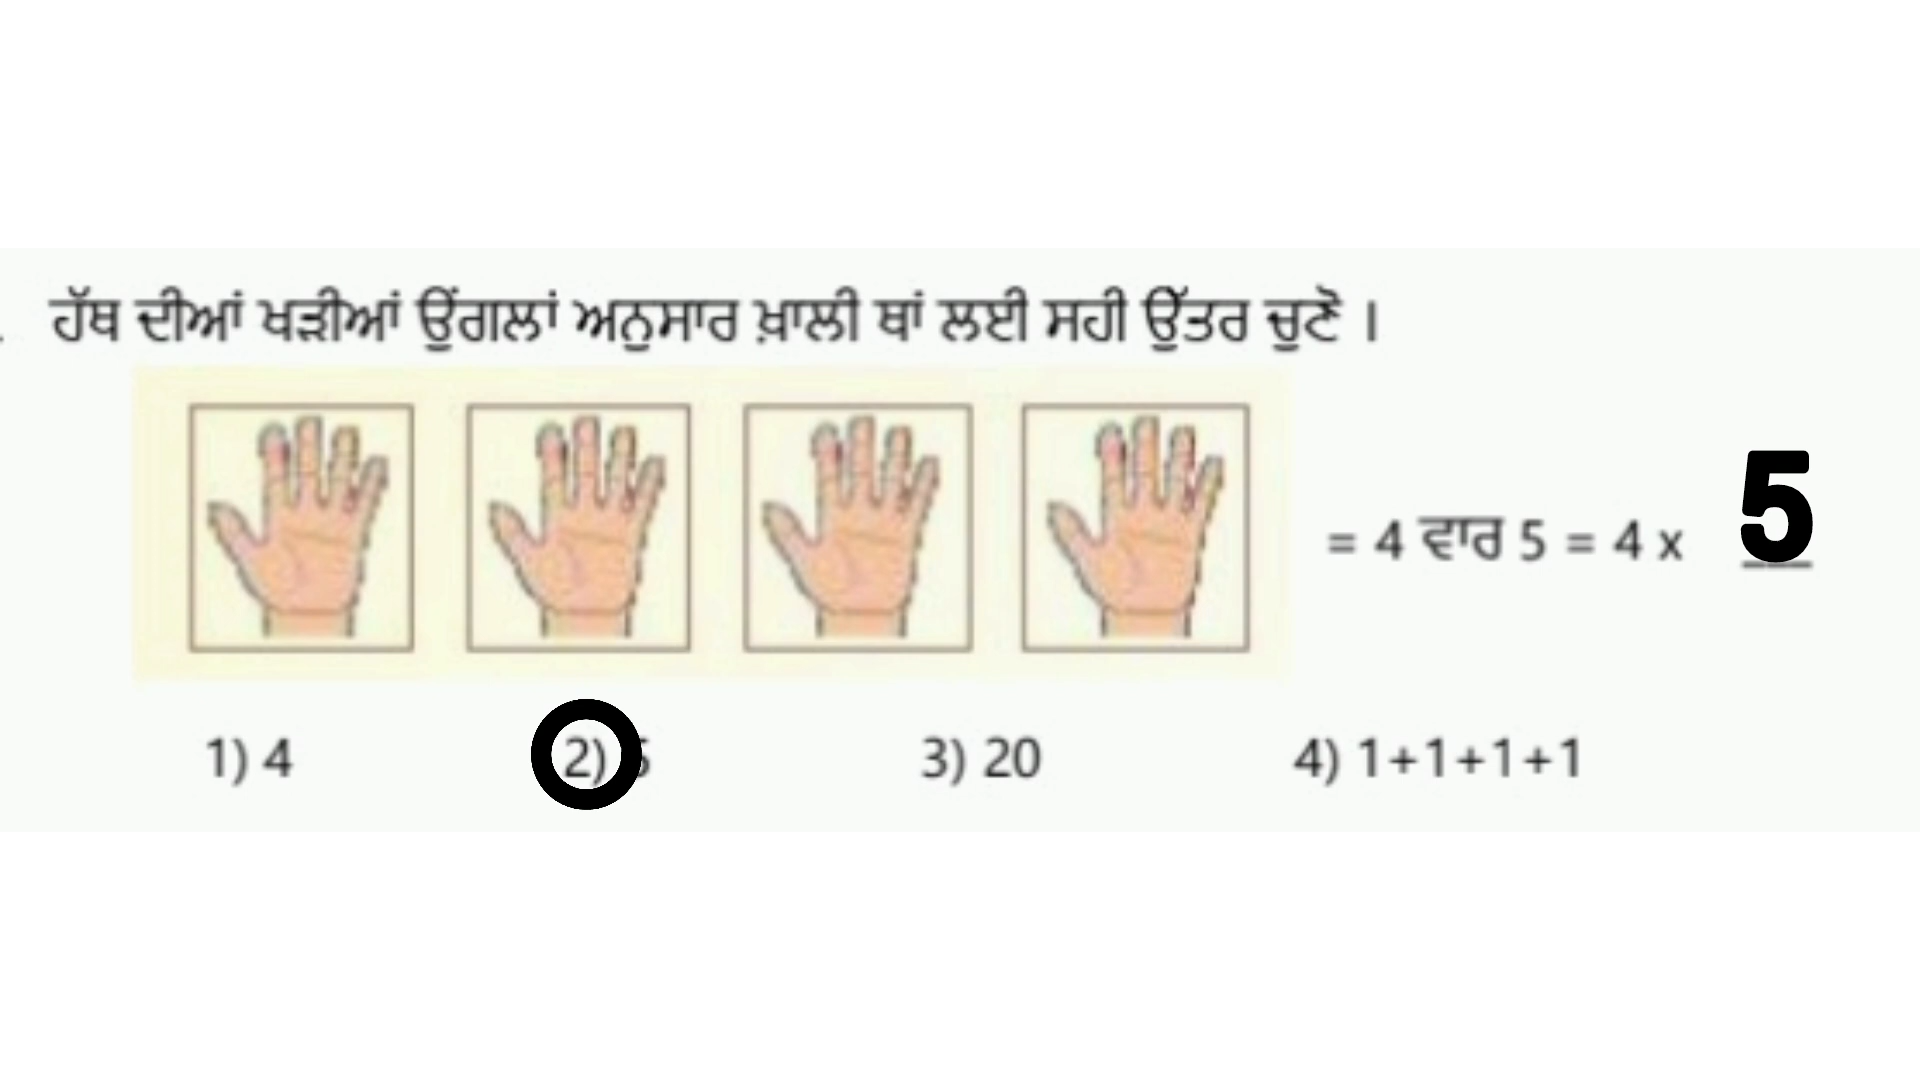 ਹੱਥ ਦੀਆਂ ਖੜੀਆਂ ਉਂਗਲਾਂ ਅਨੁਸਾਰ ਖ਼ਾਲੀ ਥਾਂ ਲਈ ਸਹੀ ਉੱਤਰ ਚੁਣੋ ।
= 4 ਵਾਰ 5 = 4 x 5
1) 4 2) 5 3) 20 4) 1+1+1+1